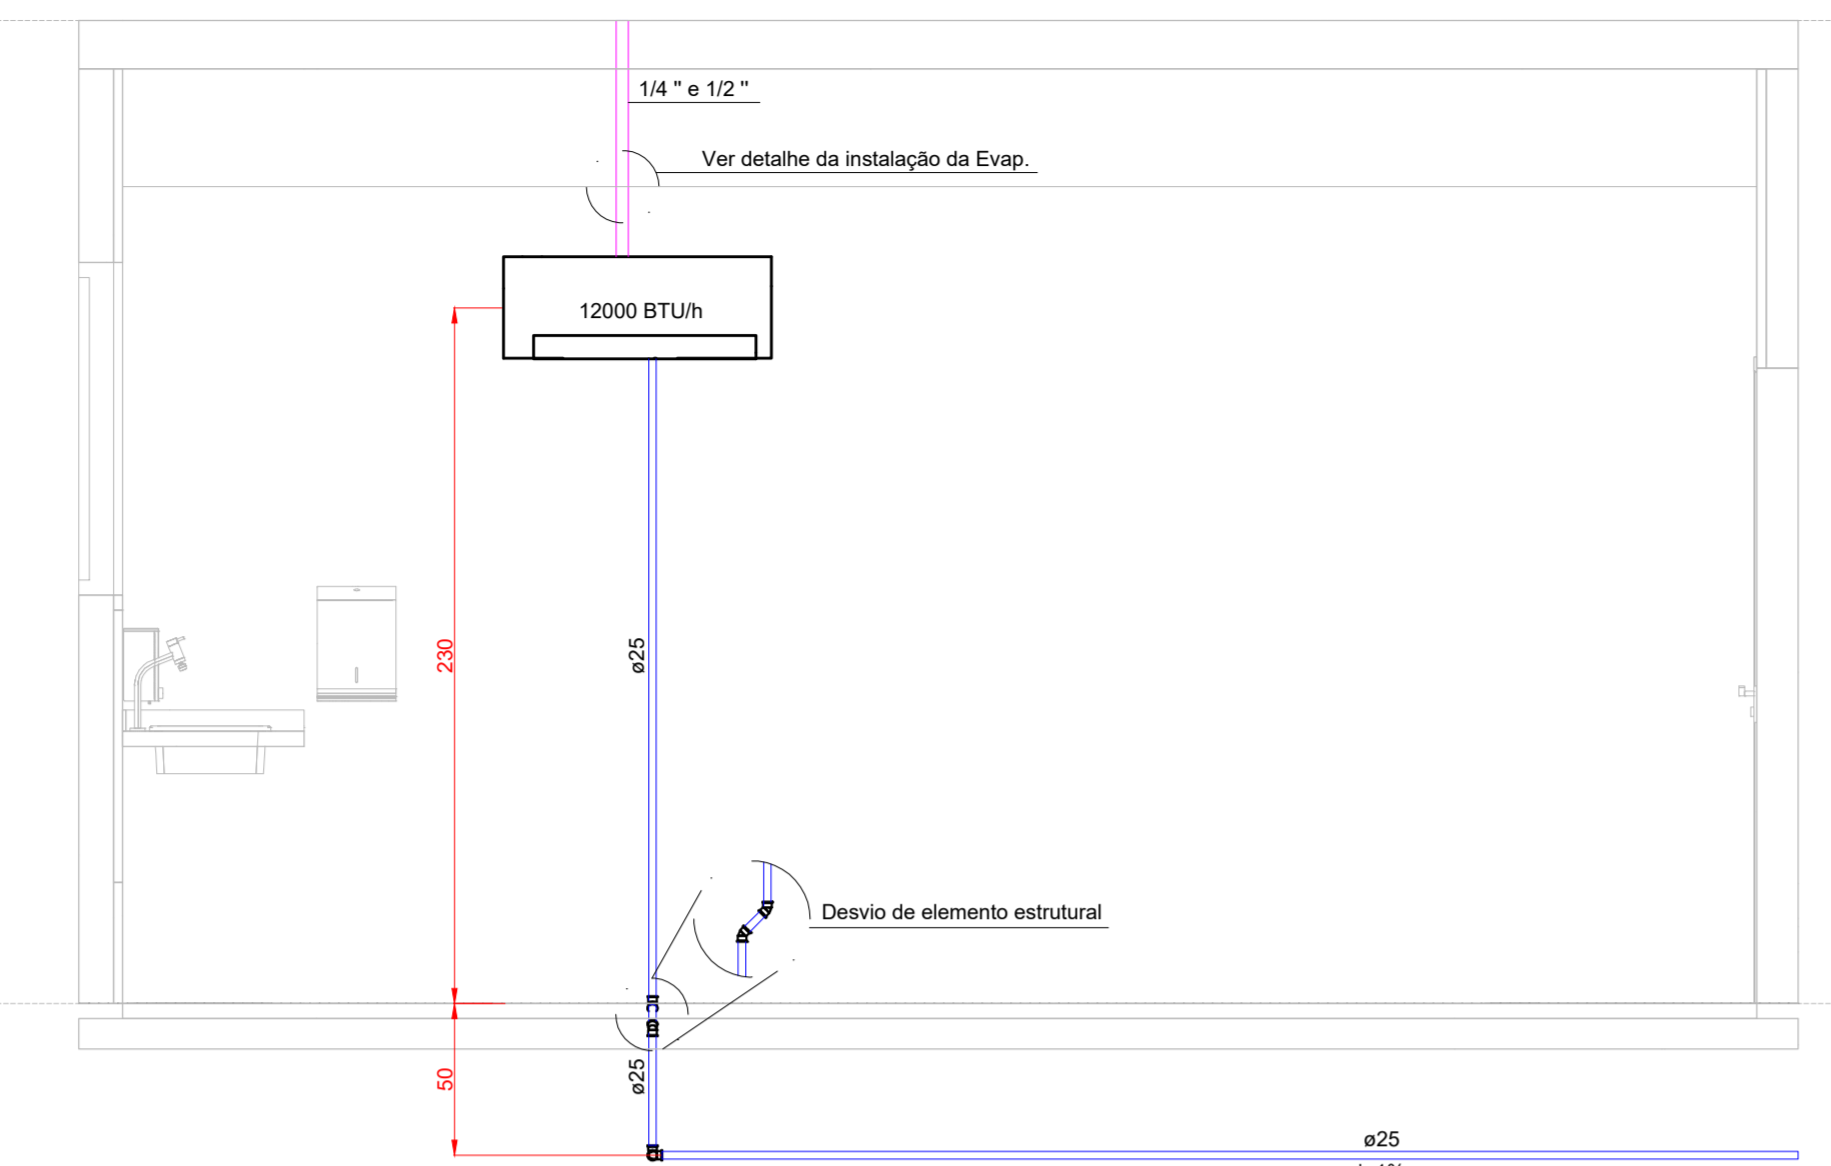 1/4 " e 1/2 "
Ver detalhe da instalação da Evap.
12000 BTU/h
230
ø25
Desvio de elemento estrutural
50
ø25
ø25